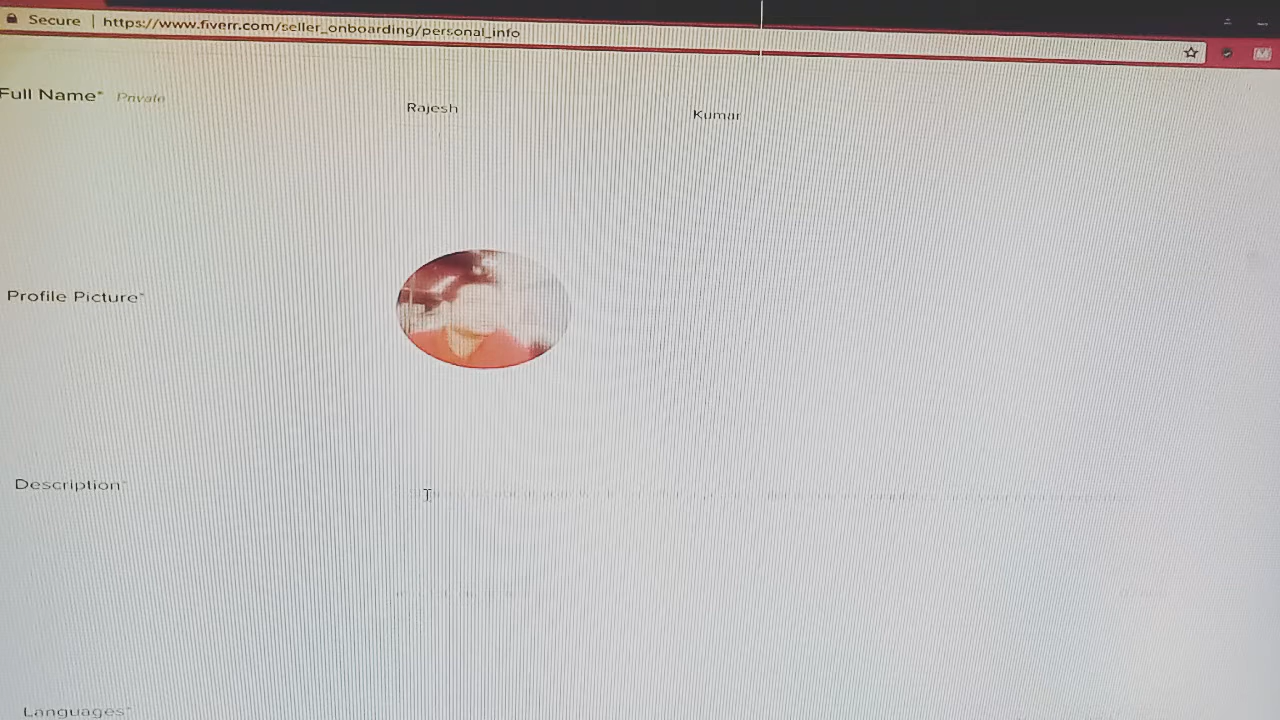 Secure | https://www.fiverr.com/seller_onboarding/personal_info
Full Name* Private
Rajesh Kumar
Profile Picture*
Description*
Languages*